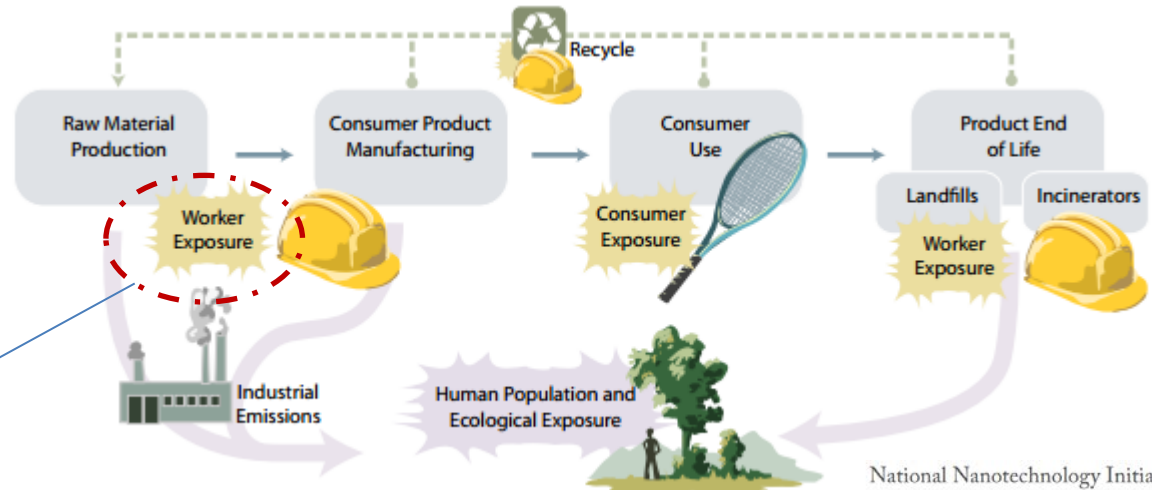 Recycle
Raw Material
Production
Consumer Product
Manufacturing
Consumer
Use
Product End
of Life
Landfills
Incinerators
Worker
Exposure
Consumer
Exposure
Worker
Exposure
Industrial
Emissions
Human Population and
Ecological Exposure
National Nanotechnology Initia